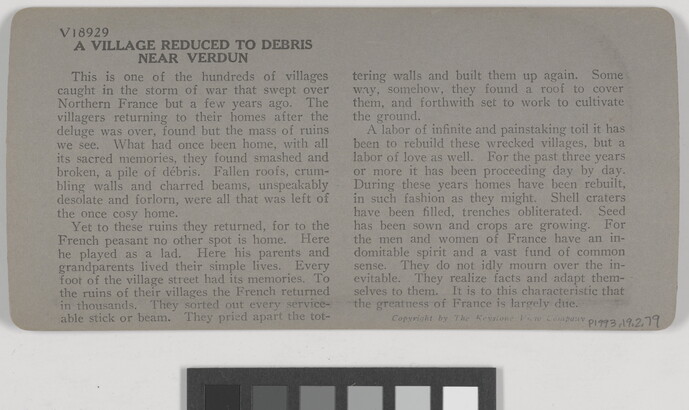 V18929
A VILLAGE REDUCED TO DEBRIS
NEAR VERDUN
This is one of the hundreds of villages
caught in the storm of war that swept over
Northern France but a few years ago. The
villagers returning to their homes after the
deluge was over, found but the mass of ruins
we see. What had once been home, with all
its sacred memories, they found smashed and
broken, a pile of débris. Fallen roofs, crum-
bling walls and charred beams, unspeakably
desolate and forlorn, were all that was left of
the once cosy home.
Yet to these ruins they returned, for to the
French peasant no other spot is home. Here
he played as a lad. Here his parents and
grandparents lived their simple lives. Every
foot of the village street had its memories. To
the ruins of their villages the French returned
in thousands. They sorted out every service-
able stick or beam. They pried apart the tot-
tering walls and built them up again. Some
way, somehow, they found a roof to cover
them, and forthwith set to work to cultivate
the ground.
A labor of infinite and painstaking toil it has
been to rebuild these wrecked villages, but a
labor of love as well. For the past three years
or more it has been proceeding day by day.
During these years homes have been rebuilt,
in such fashion as they might. Shell craters
have been filled, trenches obliterated. Seed
has been sown and crops are growing. For
the men and women of France have an in-
domitable spirit and a vast fund of common
sense. They do not idly mourn over the in-
evitable. They realize facts and adapt them-
selves to them. It is to this characteristic that
the greatness of France is largely due.
Copyright by The Keystone View Company
P1993.19.2.79